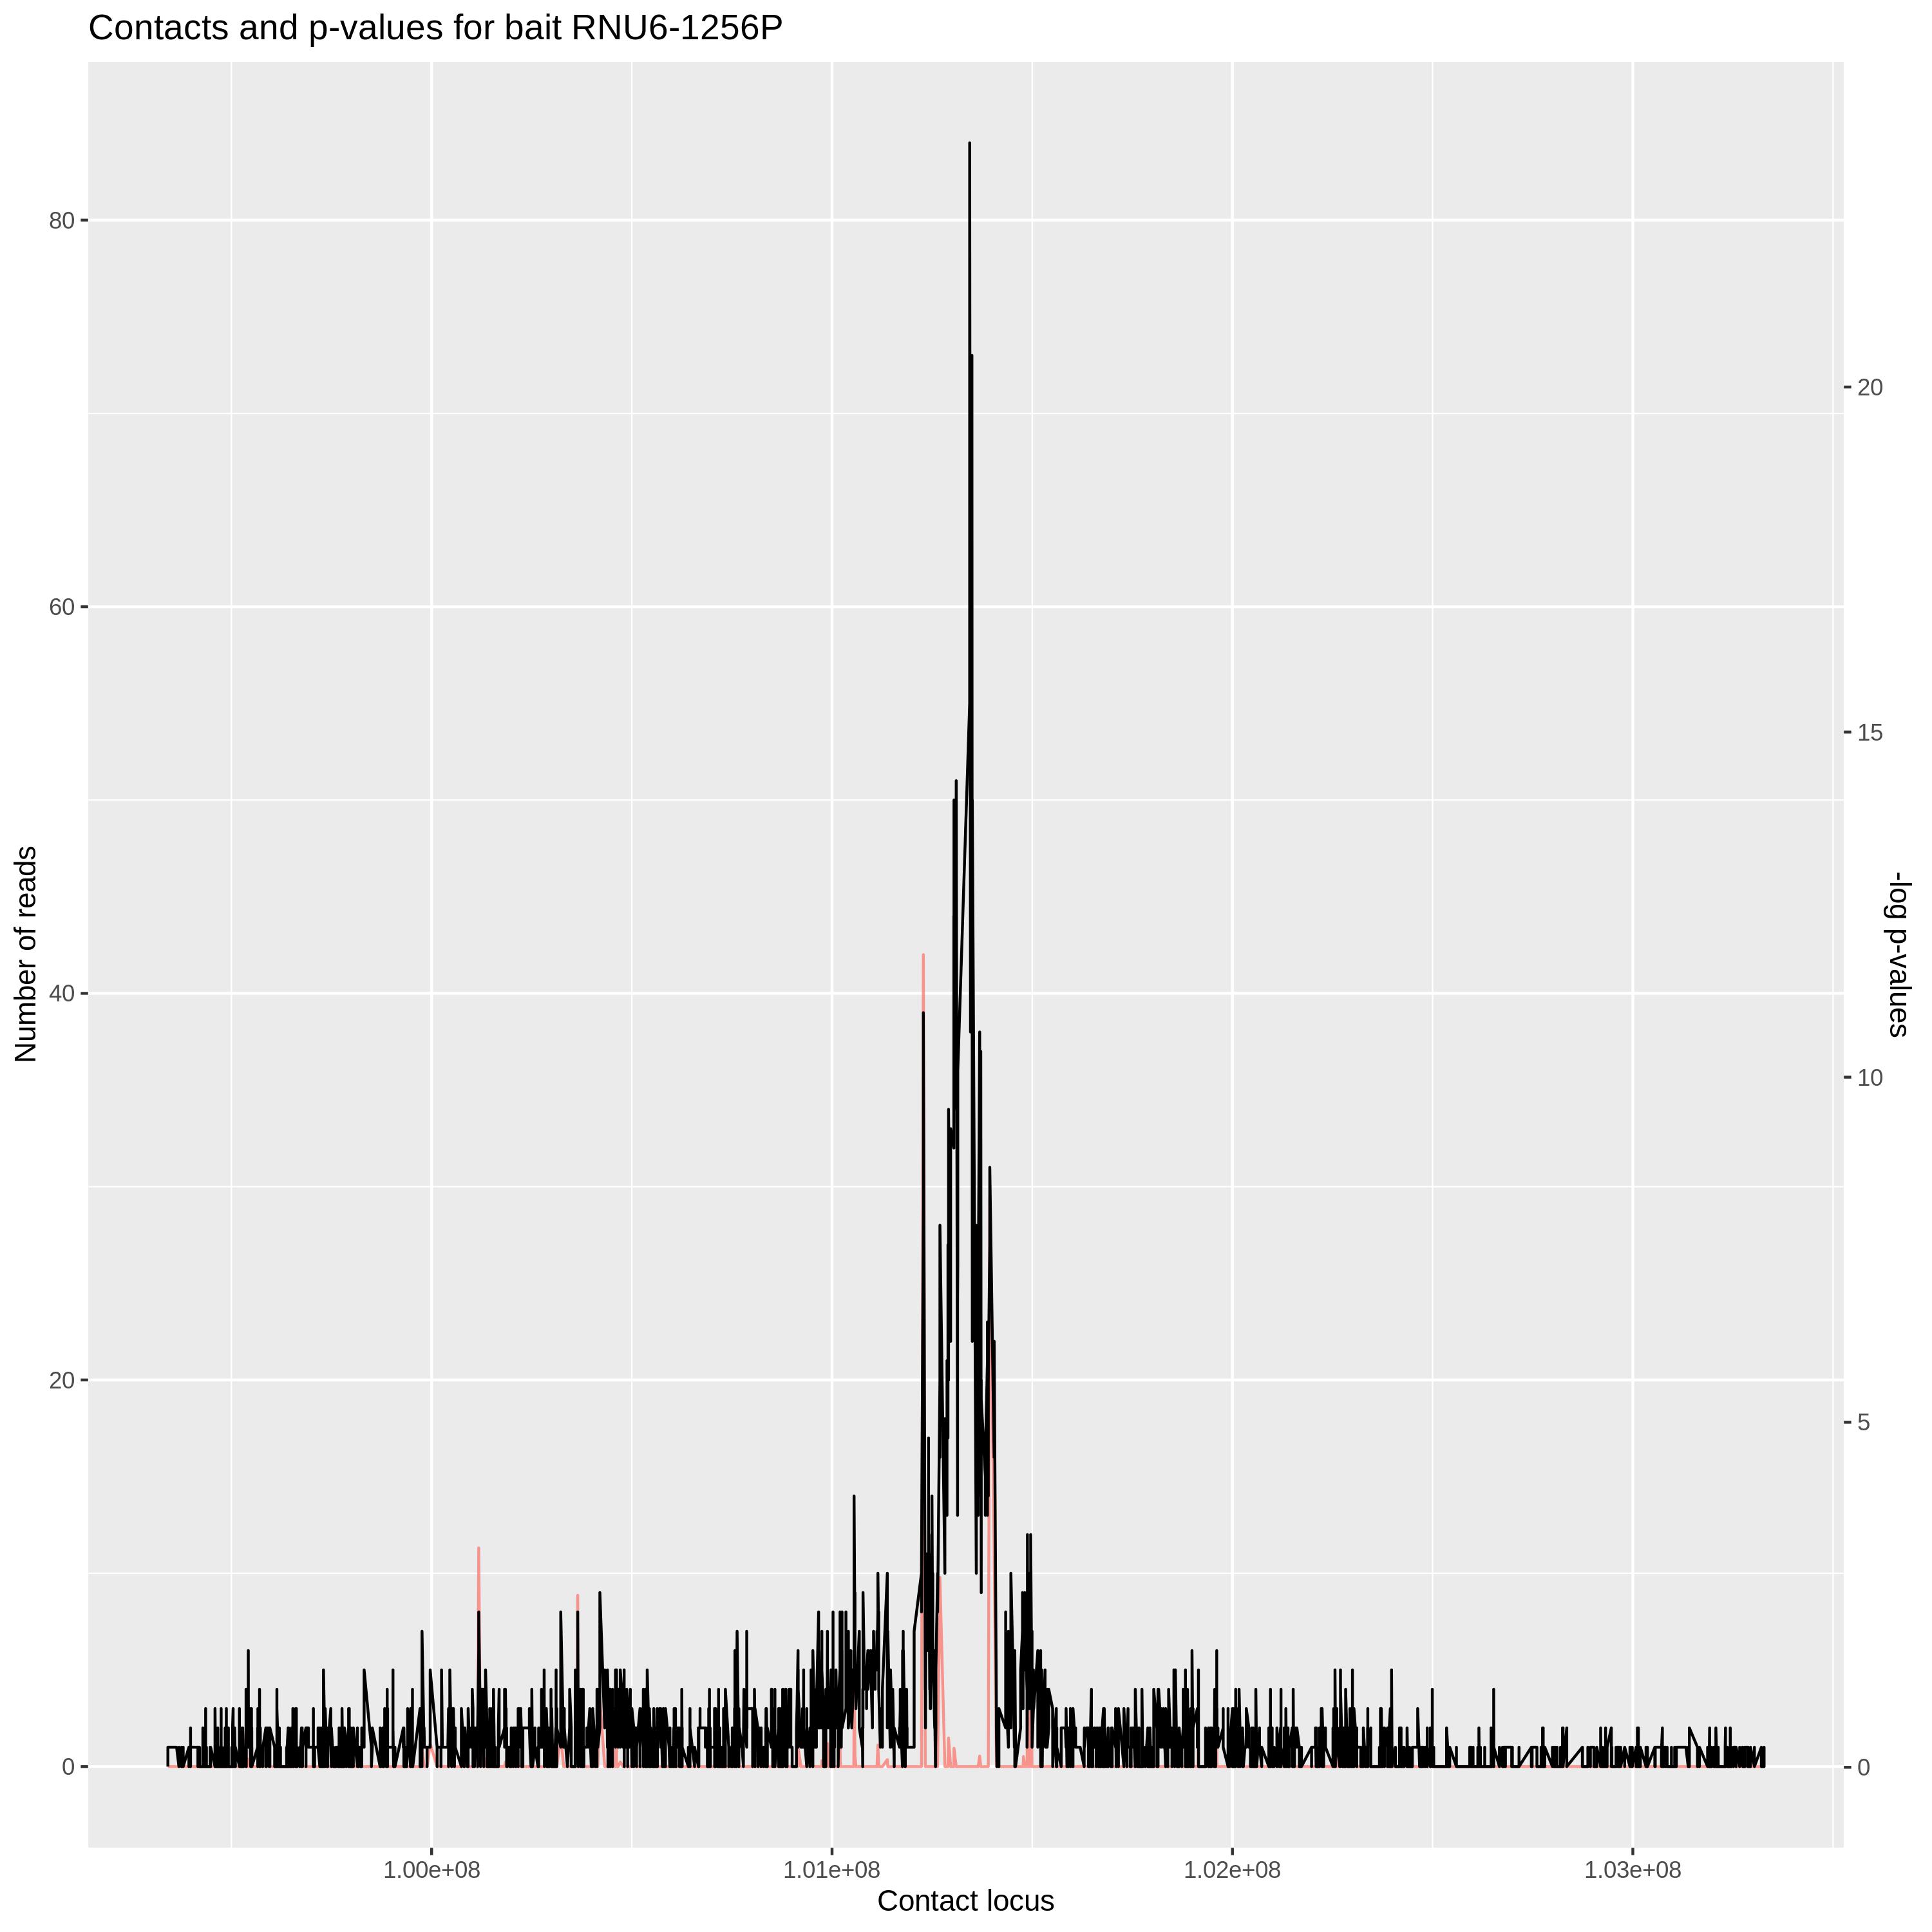 Contacts and p-values for bait RNU6-1256P
80
60
40
20
0
Number of reads
20
15
10
5
0
-log p-values
1.00e+08
1.01e+08
1.02e+08
1.03e+08
Contact locus